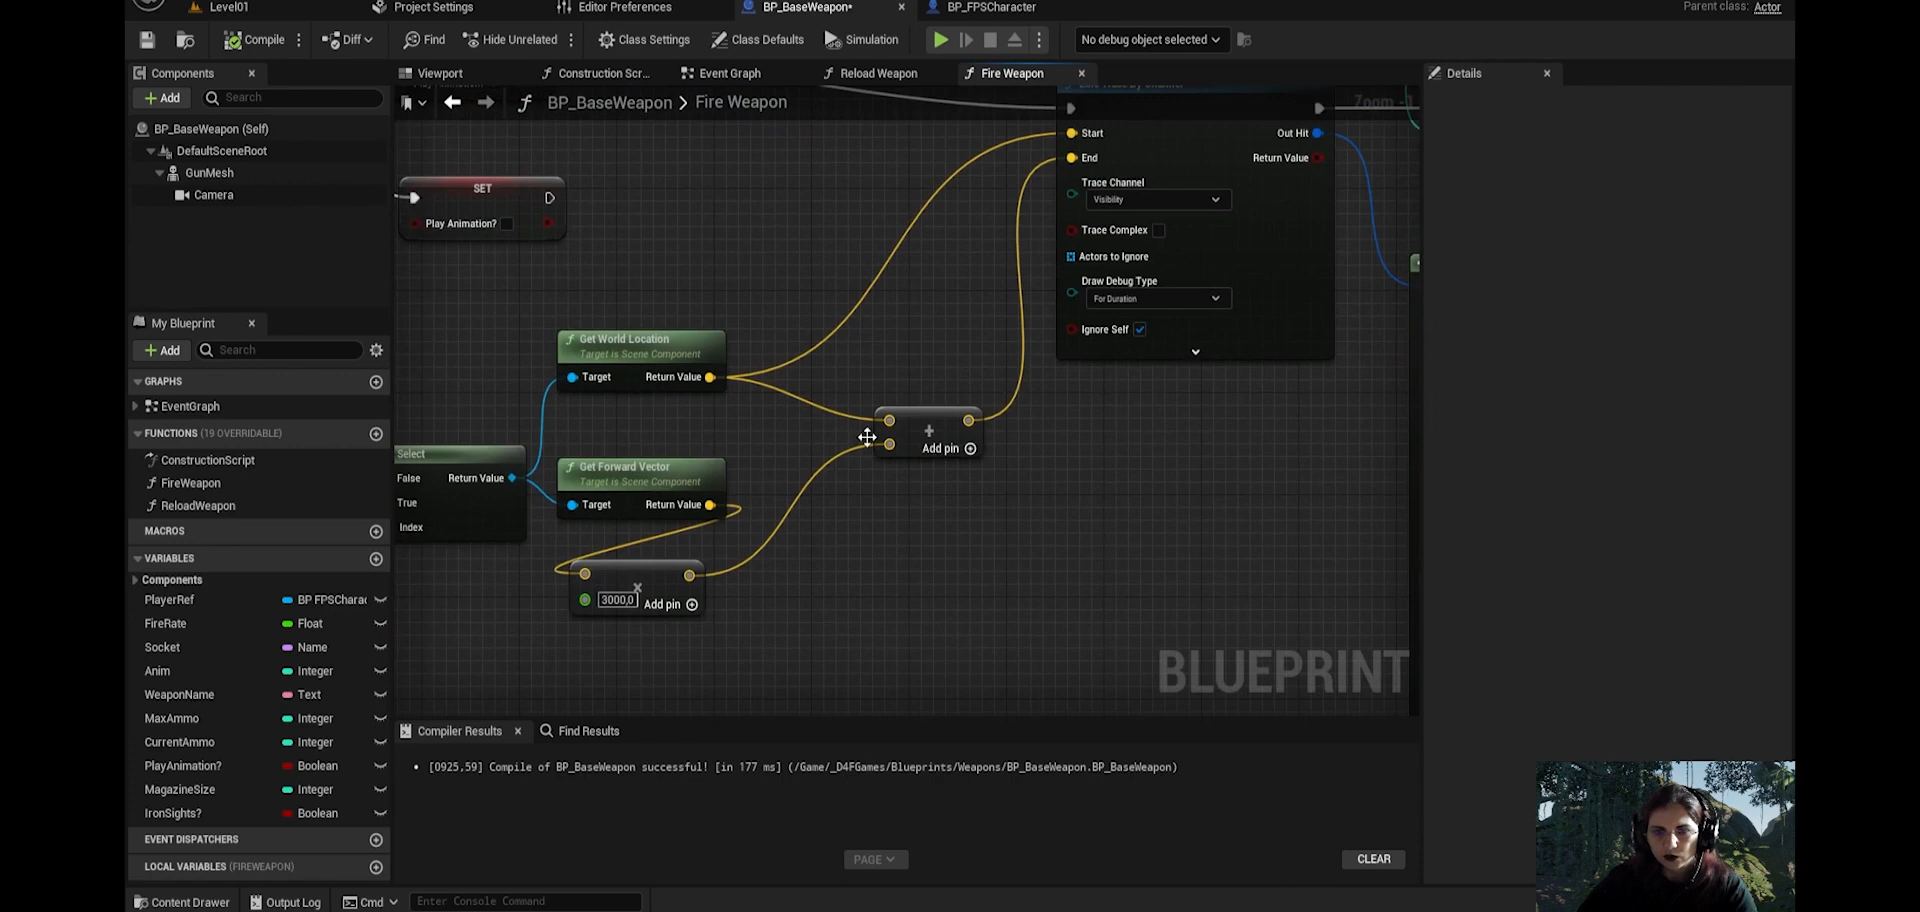 Level01
Project Settings
Editor Preferences
BP_BaseWeapon*
BP_FPSCharacter
Parent class: Actor
Compile
Diff
Find
Hide Unrelated
Class Settings
Class Defaults
Simulation
No debug object selected
Components
Viewport
Construction Scr...
Event Graph
Reload Weapon
Fire Weapon
Details
Add
Search
BP_BaseWeapon > Fire Weapon
Zoom -1
BP_BaseWeapon (Self)
DefaultSceneRoot
GunMesh
Camera
Start
Out Hit
End
Return Value
Trace Channel
Visibility
Trace Complex
Actors to Ignore
Draw Debug Type
For Duration
Ignore Self
SET
Play Animation?
Get World Location
Target is Scene Component
Target
Return Value
Select
False
Return Value
True
Index
Get Forward Vector
Target is Scene Component
Target
Return Value
+
Add pin
x
3000,0
Add pin
BLUEPRINT
My Blueprint
Add
Search
GRAPHS
EventGraph
FUNCTIONS (19 OVERRIDABLE)
ConstructionScript
FireWeapon
ReloadWeapon
MACROS
VARIABLES
Components
PlayerRef
BP FPSCharac
FireRate
Float
Socket
Name
Anim
Integer
WeaponName
Text
MaxAmmo
Integer
CurrentAmmo
Integer
PlayAnimation?
Boolean
MagazineSize
Integer
IronSights?
Boolean
EVENT DISPATCHERS
LOCAL VARIABLES (FIREWEAPON)
Compiler Results
Find Results
[0925,59] Compile of BP_BaseWeapon successful! [in 177 ms] (/Game/_D4FGames/Blueprints/Weapons/BP_BaseWeapon.BP_BaseWeapon)
PAGE
CLEAR
Content Drawer
Output Log
Cmd
Enter Console Command